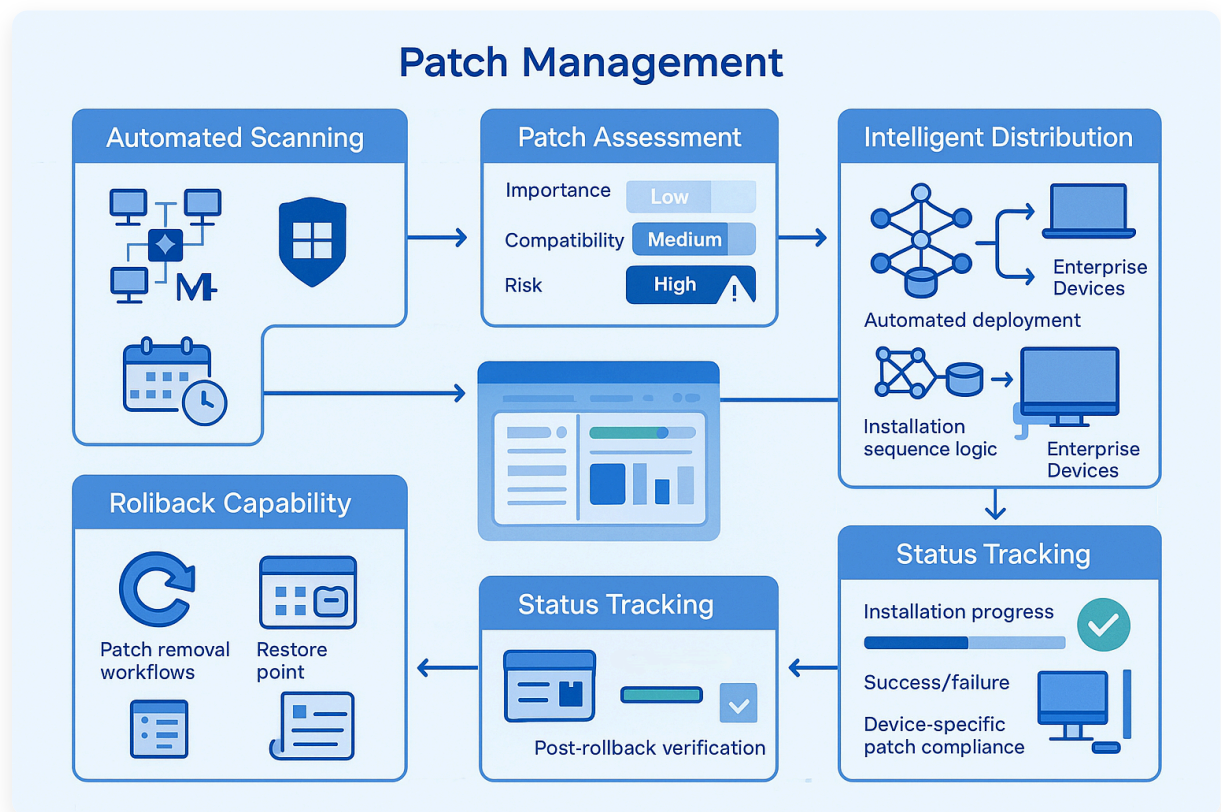 Patch Management
Automated Scanning
M
Patch Assessment
Importance
Low
Compatibility
Medium
Risk
High
!
Intelligent Distribution
Enterprise
Devices
Automated deployment
Installation
sequence logic
Enterprise
Devices
Roliback Capability
Patch removal
workflows
Restore
point
Status Tracking
Post-rollback verification
Status Tracking
Installation progress
Success/failure
Device-specific
patch compliance